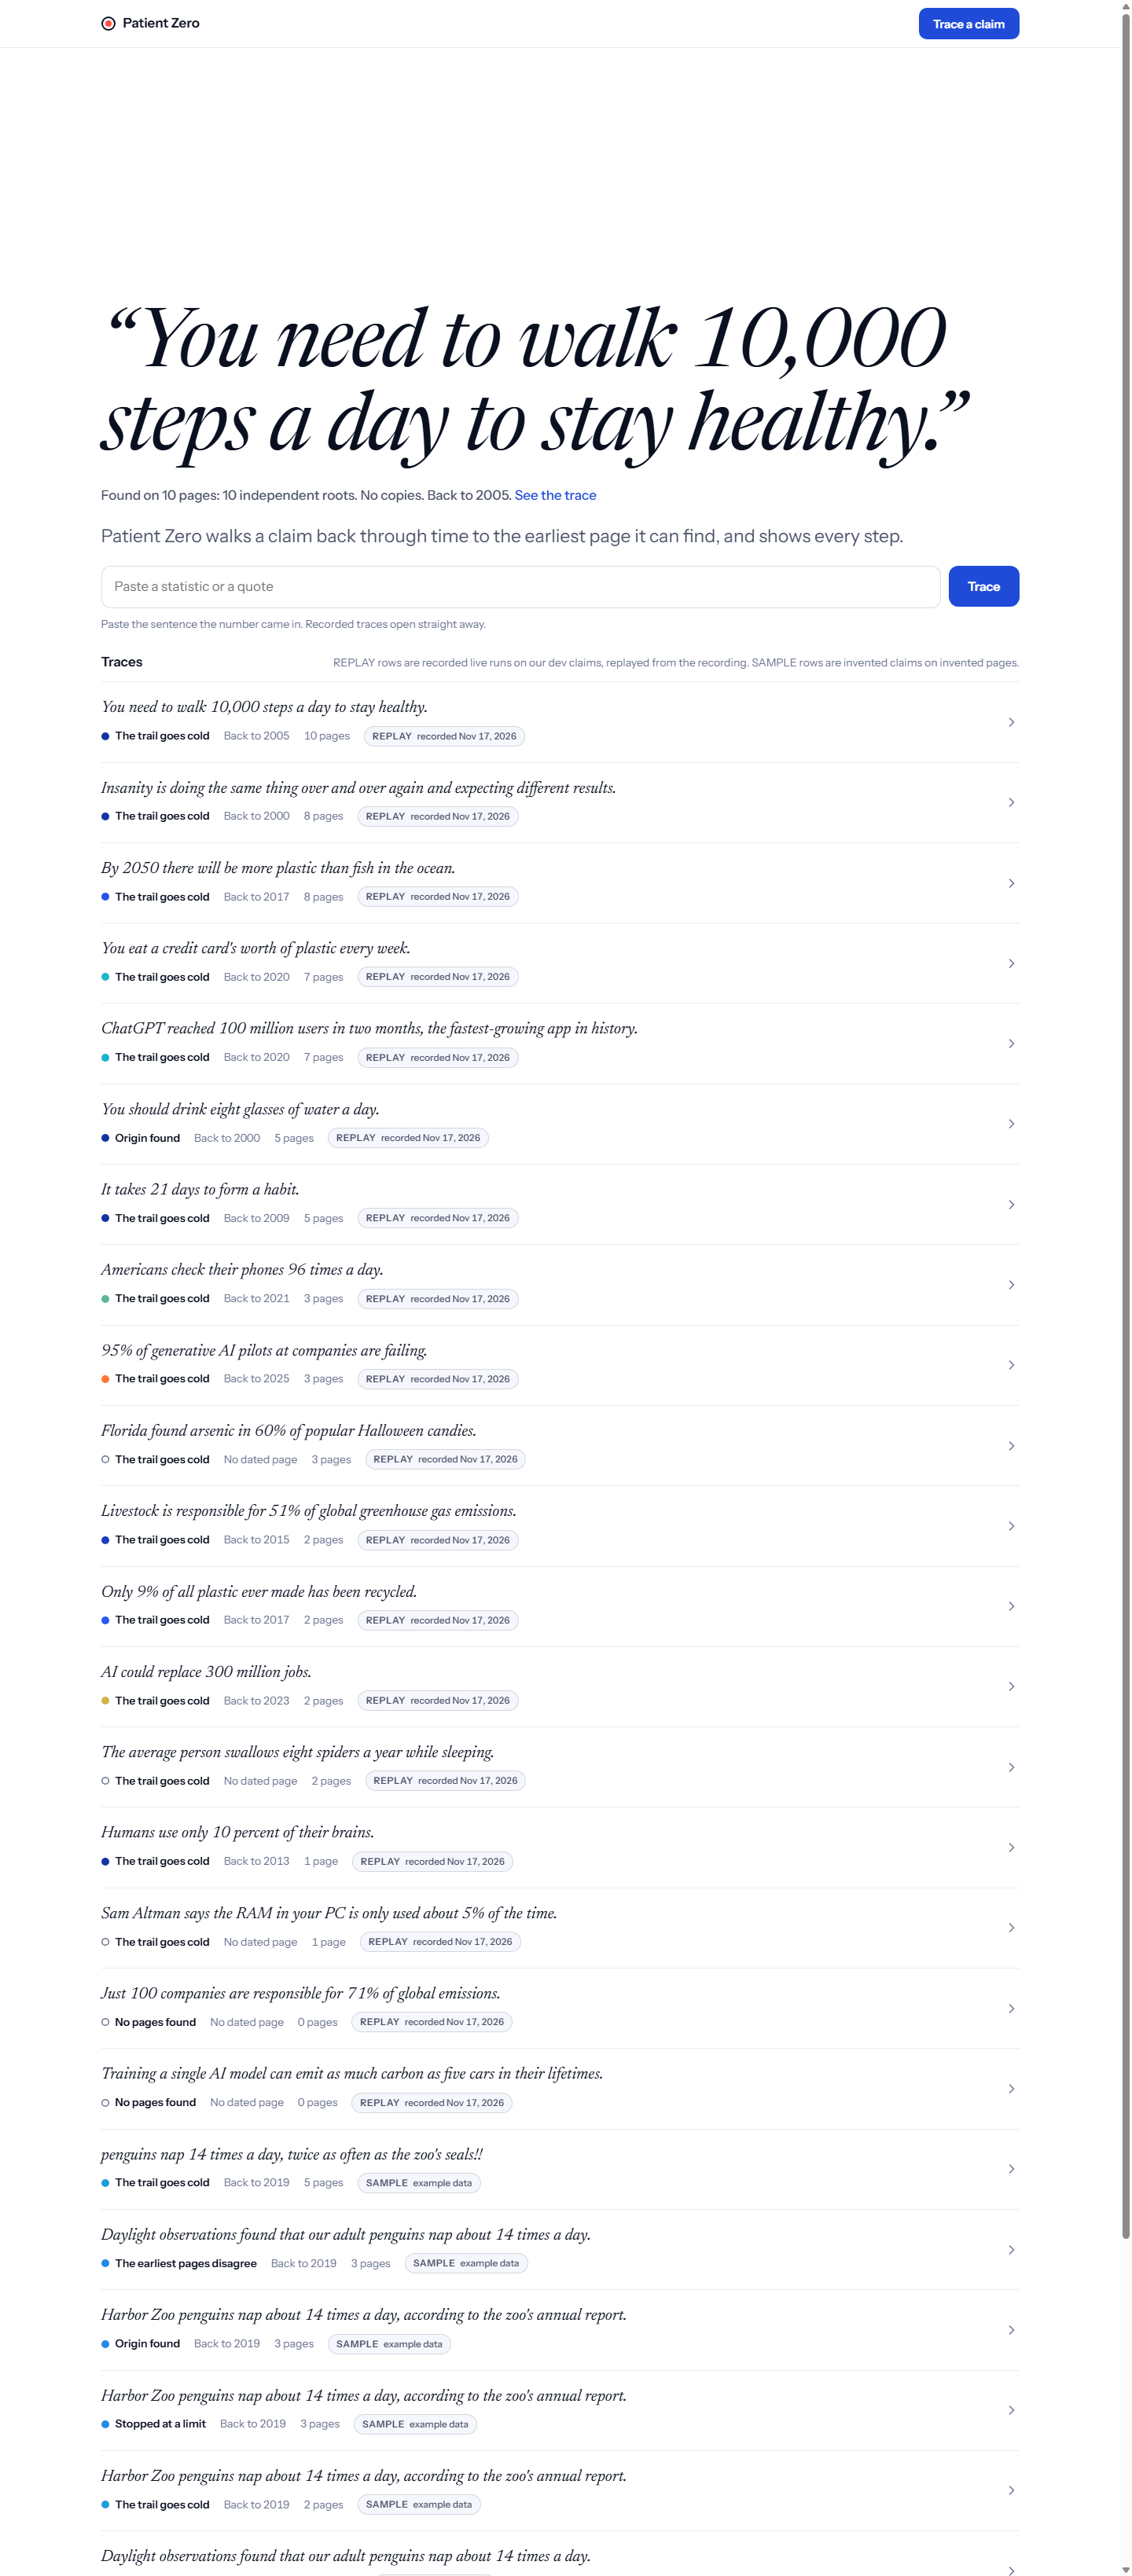 Patient Zero
Trace a claim
“You need to walk 10,000
steps a day to stay healthy.”
Found on 10 pages: 10 independent roots. No copies. Back to 2005. See the trace
Patient Zero walks a claim back through time to the earliest page it can find, and shows every step.
Paste a statistic or a quote
Trace
Paste the sentence the number came in. Recorded traces open straight away.
Traces
REPLAY rows are recorded live runs on our dev claims, replayed from the recording. SAMPLE rows are invented claims on invented pages.
You need to walk 10,000 steps a day to stay healthy.
The trail goes cold Back to 2005 10 pages REPLAY recorded Nov 17, 2026
Insanity is doing the same thing over and over again and expecting different results.
The trail goes cold Back to 2000 8 pages REPLAY recorded Nov 17, 2026
By 2050 there will be more plastic than fish in the ocean.
The trail goes cold Back to 2017 8 pages REPLAY recorded Nov 17, 2026
You eat a credit card's worth of plastic every week.
The trail goes cold Back to 2020 7 pages REPLAY recorded Nov 17, 2026
ChatGPT reached 100 million users in two months, the fastest-growing app in history.
The trail goes cold Back to 2020 7 pages REPLAY recorded Nov 17, 2026
You should drink eight glasses of water a day.
Origin found Back to 2000 5 pages REPLAY recorded Nov 17, 2026
It takes 21 days to form a habit.
The trail goes cold Back to 2009 5 pages REPLAY recorded Nov 17, 2026
Americans check their phones 96 times a day.
The trail goes cold Back to 2021 3 pages REPLAY recorded Nov 17, 2026
95% of generative AI pilots at companies are failing.
The trail goes cold Back to 2025 3 pages REPLAY recorded Nov 17, 2026
Florida found arsenic in 60% of popular Halloween candies.
The trail goes cold No dated page 3 pages REPLAY recorded Nov 17, 2026
Livestock is responsible for 51% of global greenhouse gas emissions.
The trail goes cold Back to 2015 2 pages REPLAY recorded Nov 17, 2026
Only 9% of all plastic ever made has been recycled.
The trail goes cold Back to 2017 2 pages REPLAY recorded Nov 17, 2026
AI could replace 300 million jobs.
The trail goes cold Back to 2023 2 pages REPLAY recorded Nov 17, 2026
The average person swallows eight spiders a year while sleeping.
The trail goes cold No dated page 2 pages REPLAY recorded Nov 17, 2026
Humans use only 10 percent of their brains.
The trail goes cold Back to 2013 1 page REPLAY recorded Nov 17, 2026
Sam Altman says the RAM in your PC is only used about 5% of the time.
The trail goes cold No dated page 1 page REPLAY recorded Nov 17, 2026
Just 100 companies are responsible for 71% of global emissions.
No pages found No dated page 0 pages REPLAY recorded Nov 17, 2026
Training a single AI model can emit as much carbon as five cars in their lifetimes.
No pages found No dated page 0 pages REPLAY recorded Nov 17, 2026
penguins nap 14 times a day, twice as often as the zoo's seals!!
The trail goes cold Back to 2019 5 pages SAMPLE example data
Daylight observations found that our adult penguins nap about 14 times a day.
The earliest pages disagree Back to 2019 3 pages SAMPLE example data
Harbor Zoo penguins nap about 14 times a day, according to the zoo's annual report.
Origin found Back to 2019 3 pages SAMPLE example data
Harbor Zoo penguins nap about 14 times a day, according to the zoo's annual report.
Stopped at a limit Back to 2019 3 pages SAMPLE example data
Harbor Zoo penguins nap about 14 times a day, according to the zoo's annual report.
The trail goes cold Back to 2019 2 pages SAMPLE example data
Daylight observations found that our adult penguins nap about 14 times a day.